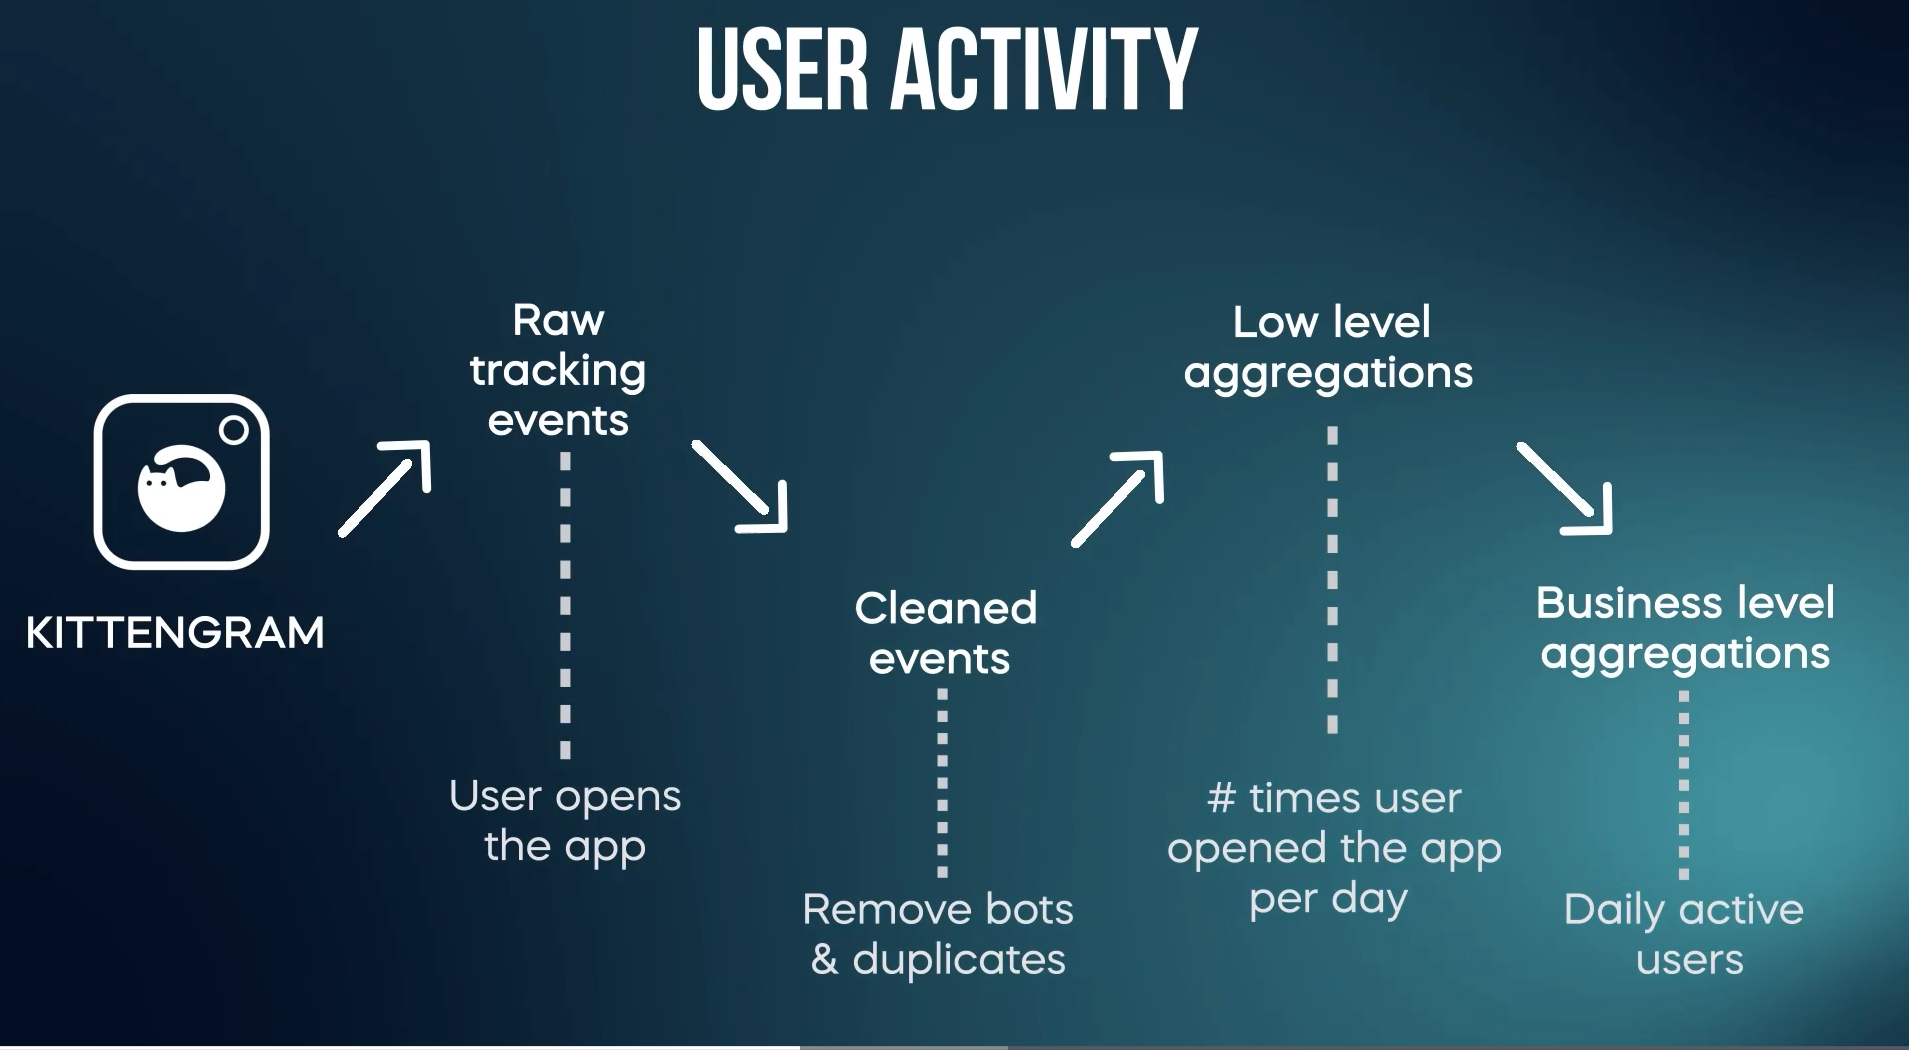 USER ACTIVITY
KITTENGRAM
Raw
tracking
events
User opens
the app
Cleaned
events
Remove bots
& duplicates
Low level
aggregations
# times user
opened the app
per day
Business level
aggregations
Daily active
users